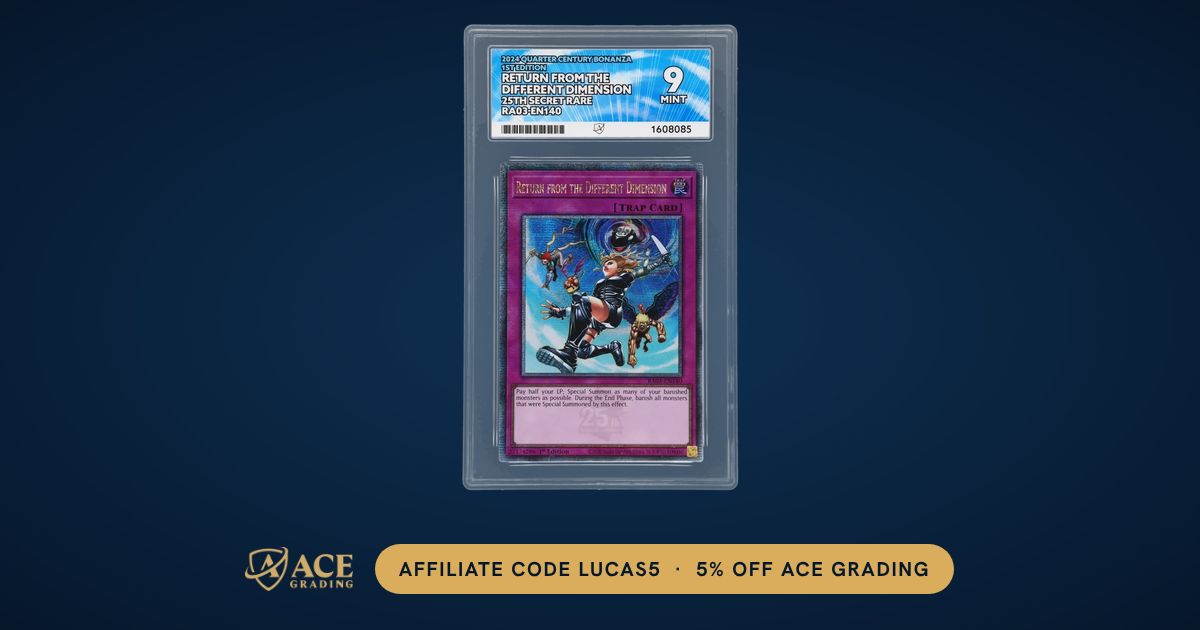 2024 QUARTER CENTURY BONANZA
1ST EDITION
RETURN FROM THE
DIFFERENT DIMENSION
25TH SECRET RARE
RA03-EN140
9
MINT
1608085
RETURN FROM THE DIFFERENT DIMENSION
[TRAP CARD]
RA03-EN140
Pay half your LP; Special Summon as many of your banished
monsters as possible. During the End Phase, banish all monsters
that were Special Summoned by this effect.
25th
1st Edition
ACE
GRADING
AFFILIATE CODE LUCAS5 · 5% OFF ACE GRADING